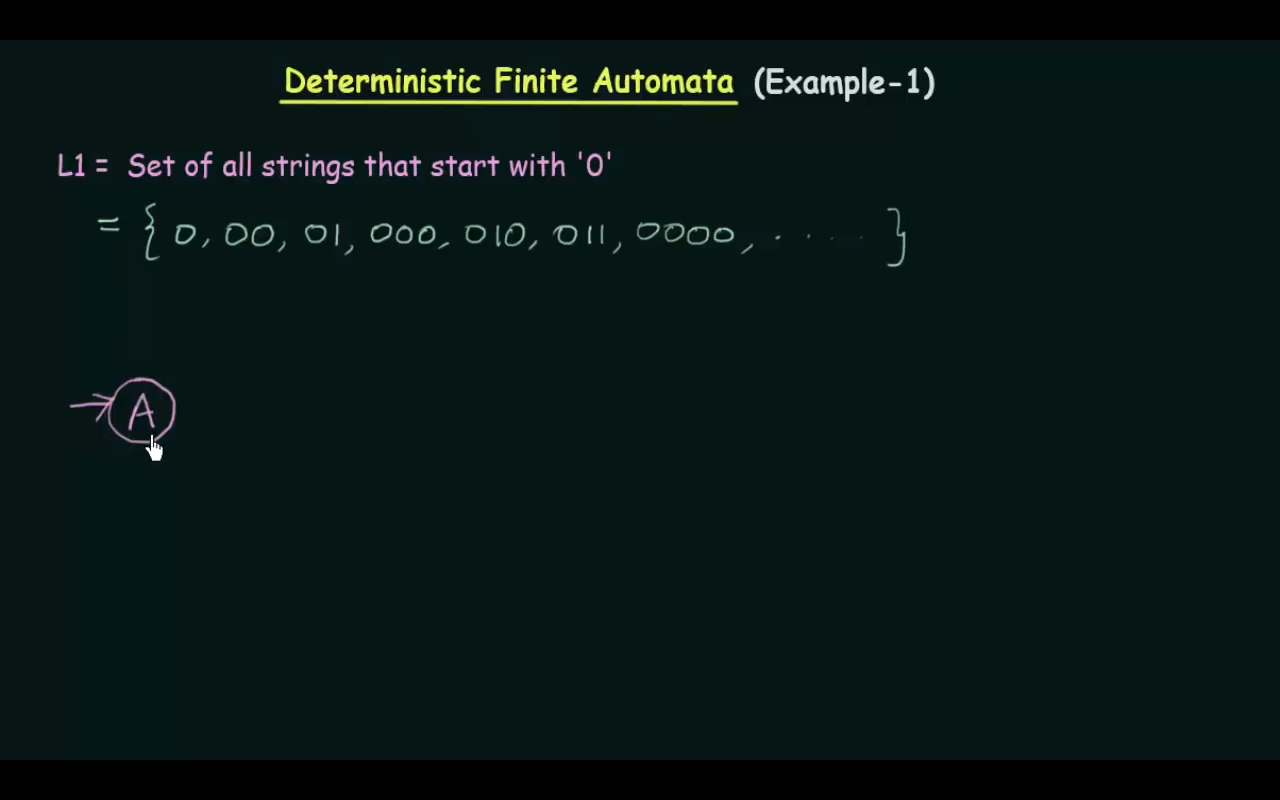 Deterministic Finite Automata (Example-1)
L1 = Set of all strings that start with '0'
= { 0, 00, 01, 000, 010, 011, 0000, ..... }
A